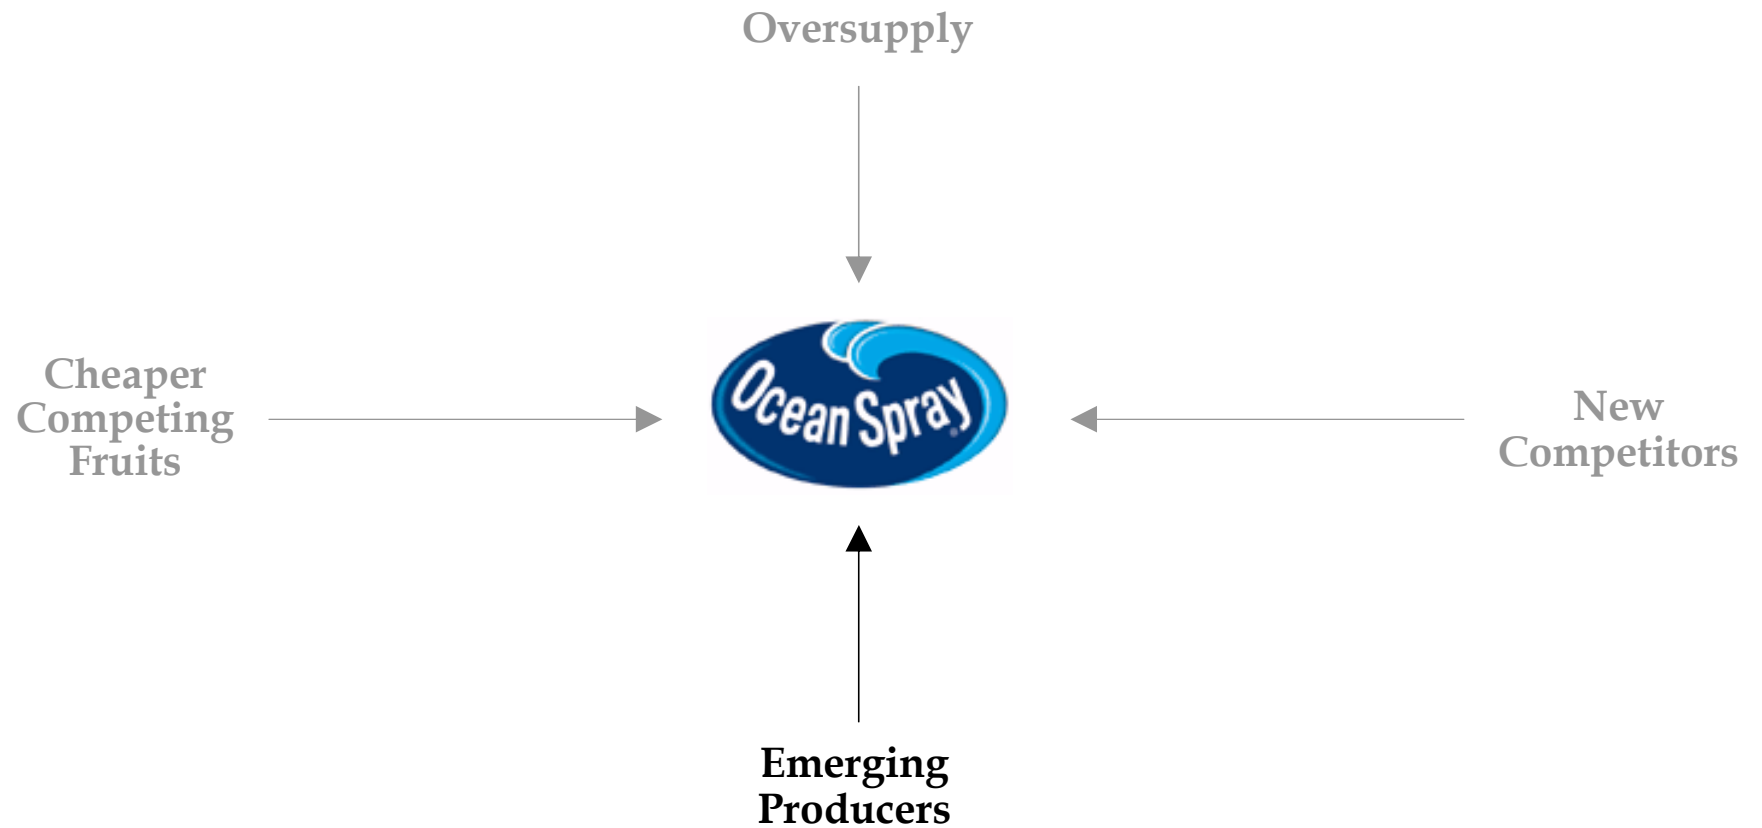 Oversupply
Cheaper
Competing
Fruits
Ocean Spray
New
Competitors
Emerging
Producers